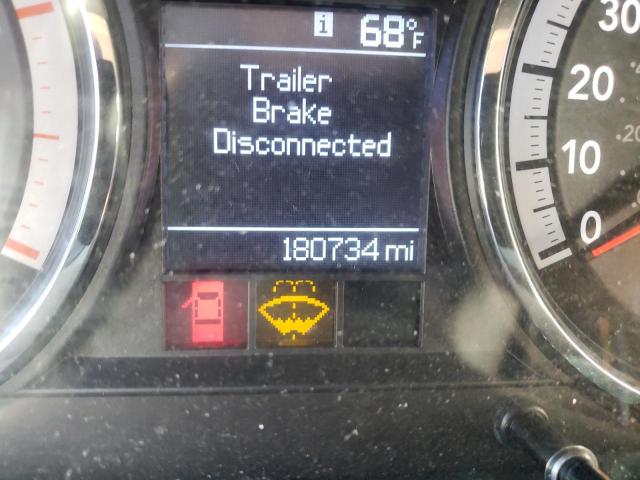 i 68°F
Trailer
Brake
Disconnected
180734 mi
30
20
10
0